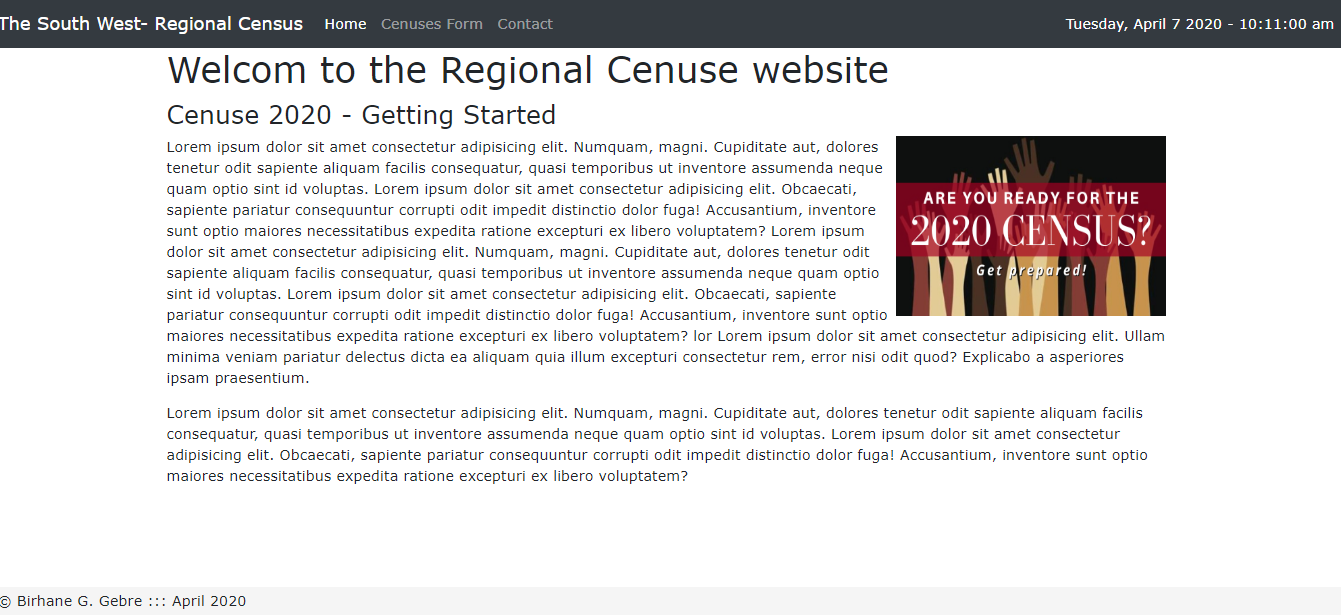 The South West- Regional Census Home Cenuses Form Contact Tuesday, April 7 2020 - 10:11:00 am
Welcom to the Regional Cenuse website
Cenuse 2020 - Getting Started
Lorem ipsum dolor sit amet consectetur adipisicing elit. Numquam, magni. Cupiditate aut, dolores
tenetur odit sapiente aliquam facilis consequatur, quasi temporibus ut inventore assumenda neque
quam optio sint id voluptas. Lorem ipsum dolor sit amet consectetur adipisicing elit. Obcaecati,
sapiente pariatur consequuntur corrupti odit impedit distinctio dolor fuga! Accusantium, inventore
sunt optio maiores necessitatibus expedita ratione excepturi ex libero voluptatem? Lorem ipsum
dolor sit amet consectetur adipisicing elit. Numquam, magni. Cupiditate aut, dolores tenetur odit
sapiente aliquam facilis consequatur, quasi temporibus ut inventore assumenda neque quam optio
sint id voluptas. Lorem ipsum dolor sit amet consectetur adipisicing elit. Obcaecati, sapiente
pariatur consequuntur corrupti odit impedit distinctio dolor fuga! Accusantium, inventore sunt optio
maiores necessitatibus expedita ratione excepturi ex libero voluptatem? lor Lorem ipsum dolor sit amet consectetur adipisicing elit. Ullam
minima veniam pariatur delectus dicta ea aliquam quia illum excepturi consectetur rem, error nisi odit quod? Explicabo a asperiores
ipsam praesentium.
ARE YOU READY FOR THE
2020 CENSUS?
Get prepared!
Lorem ipsum dolor sit amet consectetur adipisicing elit. Numquam, magni. Cupiditate aut, dolores tenetur odit sapiente aliquam facilis
consequatur, quasi temporibus ut inventore assumenda neque quam optio sint id voluptas. Lorem ipsum dolor sit amet consectetur
adipisicing elit. Obcaecati, sapiente pariatur consequuntur corrupti odit impedit distinctio dolor fuga! Accusantium, inventore sunt optio
maiores necessitatibus expedita ratione excepturi ex libero voluptatem?
© Birhane G. Gebre ::: April 2020